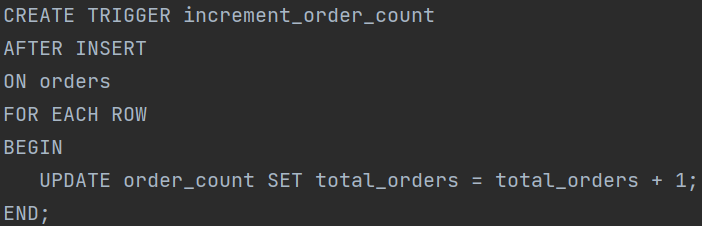 CREATE TRIGGER increment_order_count
AFTER INSERT
ON orders
FOR EACH ROW
BEGIN
   UPDATE order_count SET total_orders = total_orders + 1;
END;